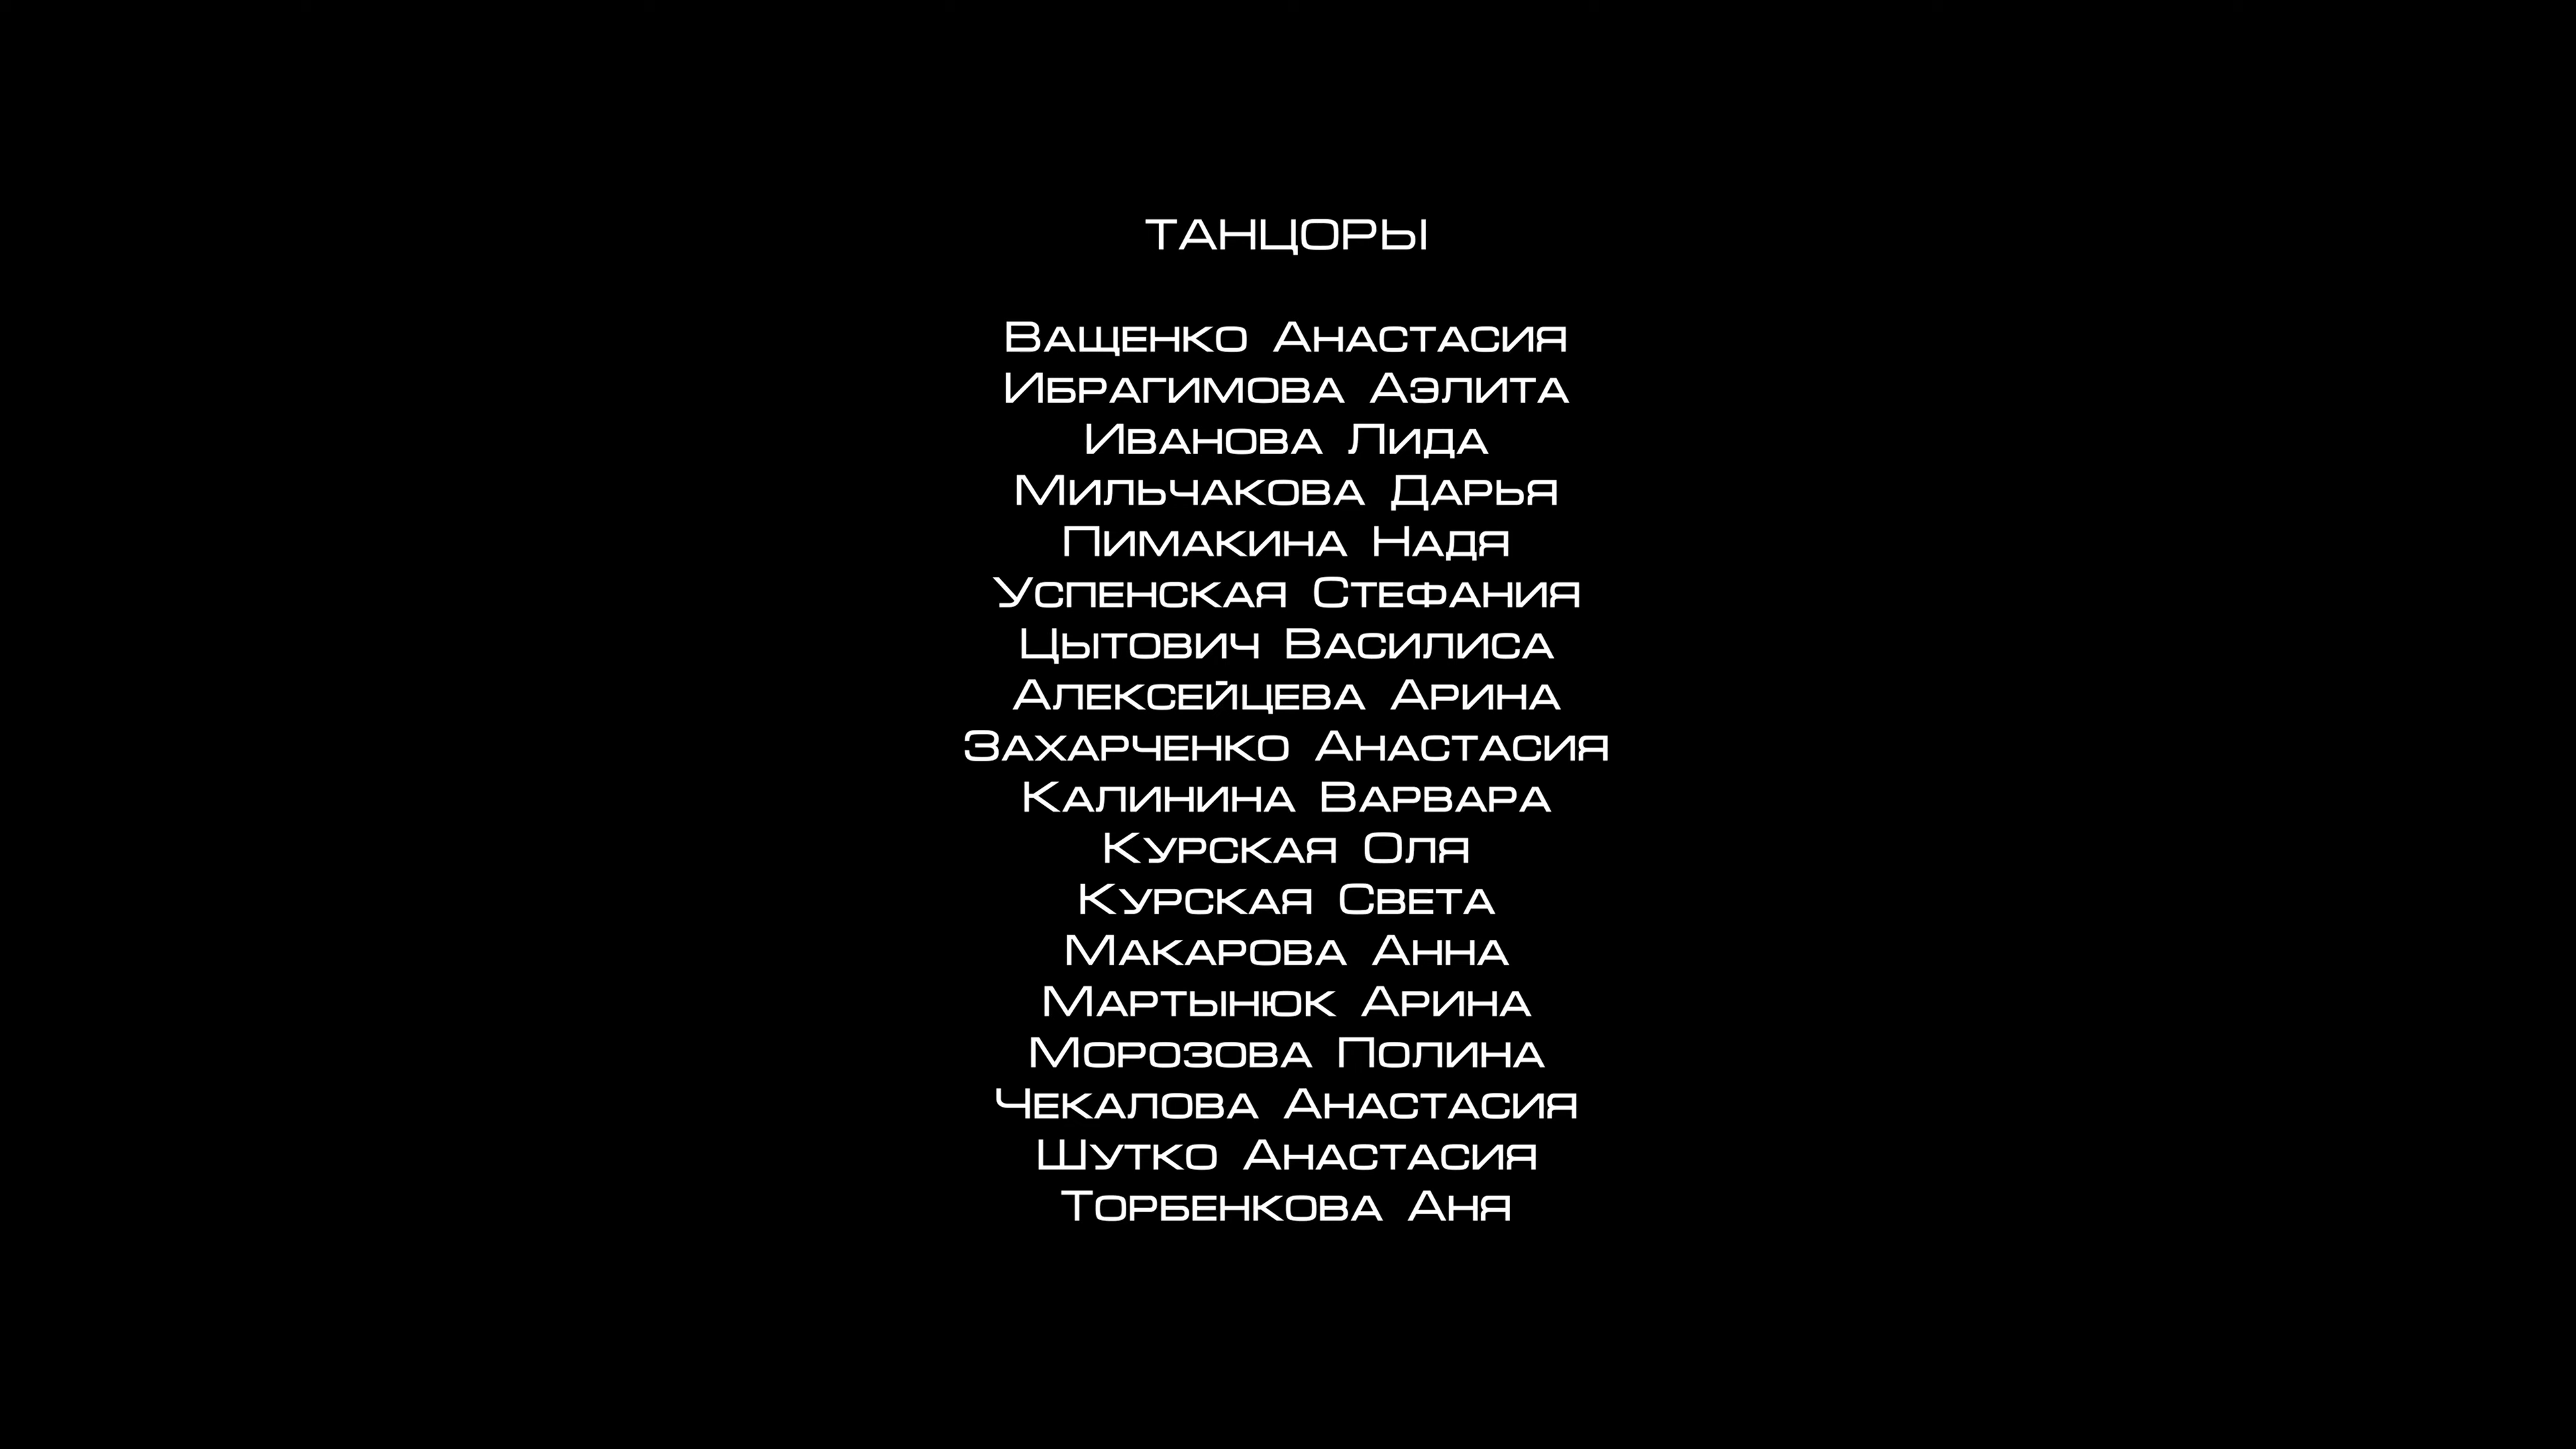 ТАНЦОРЫ
Ващенко Анастасия
Ибрагимова Аэлита
Иванова Лида
Мильчакова Дарья
Пимакина Надя
Успенская Стефания
Цытович Василиса
Алексейцева Арина
Захарченко Анастасия
Калинина Варвара
Курская Оля
Курская Света
Макарова Анна
Мартынюк Арина
Морозова Полина
Чекалова Анастасия
Шутко Анастасия
Торбенкова Аня